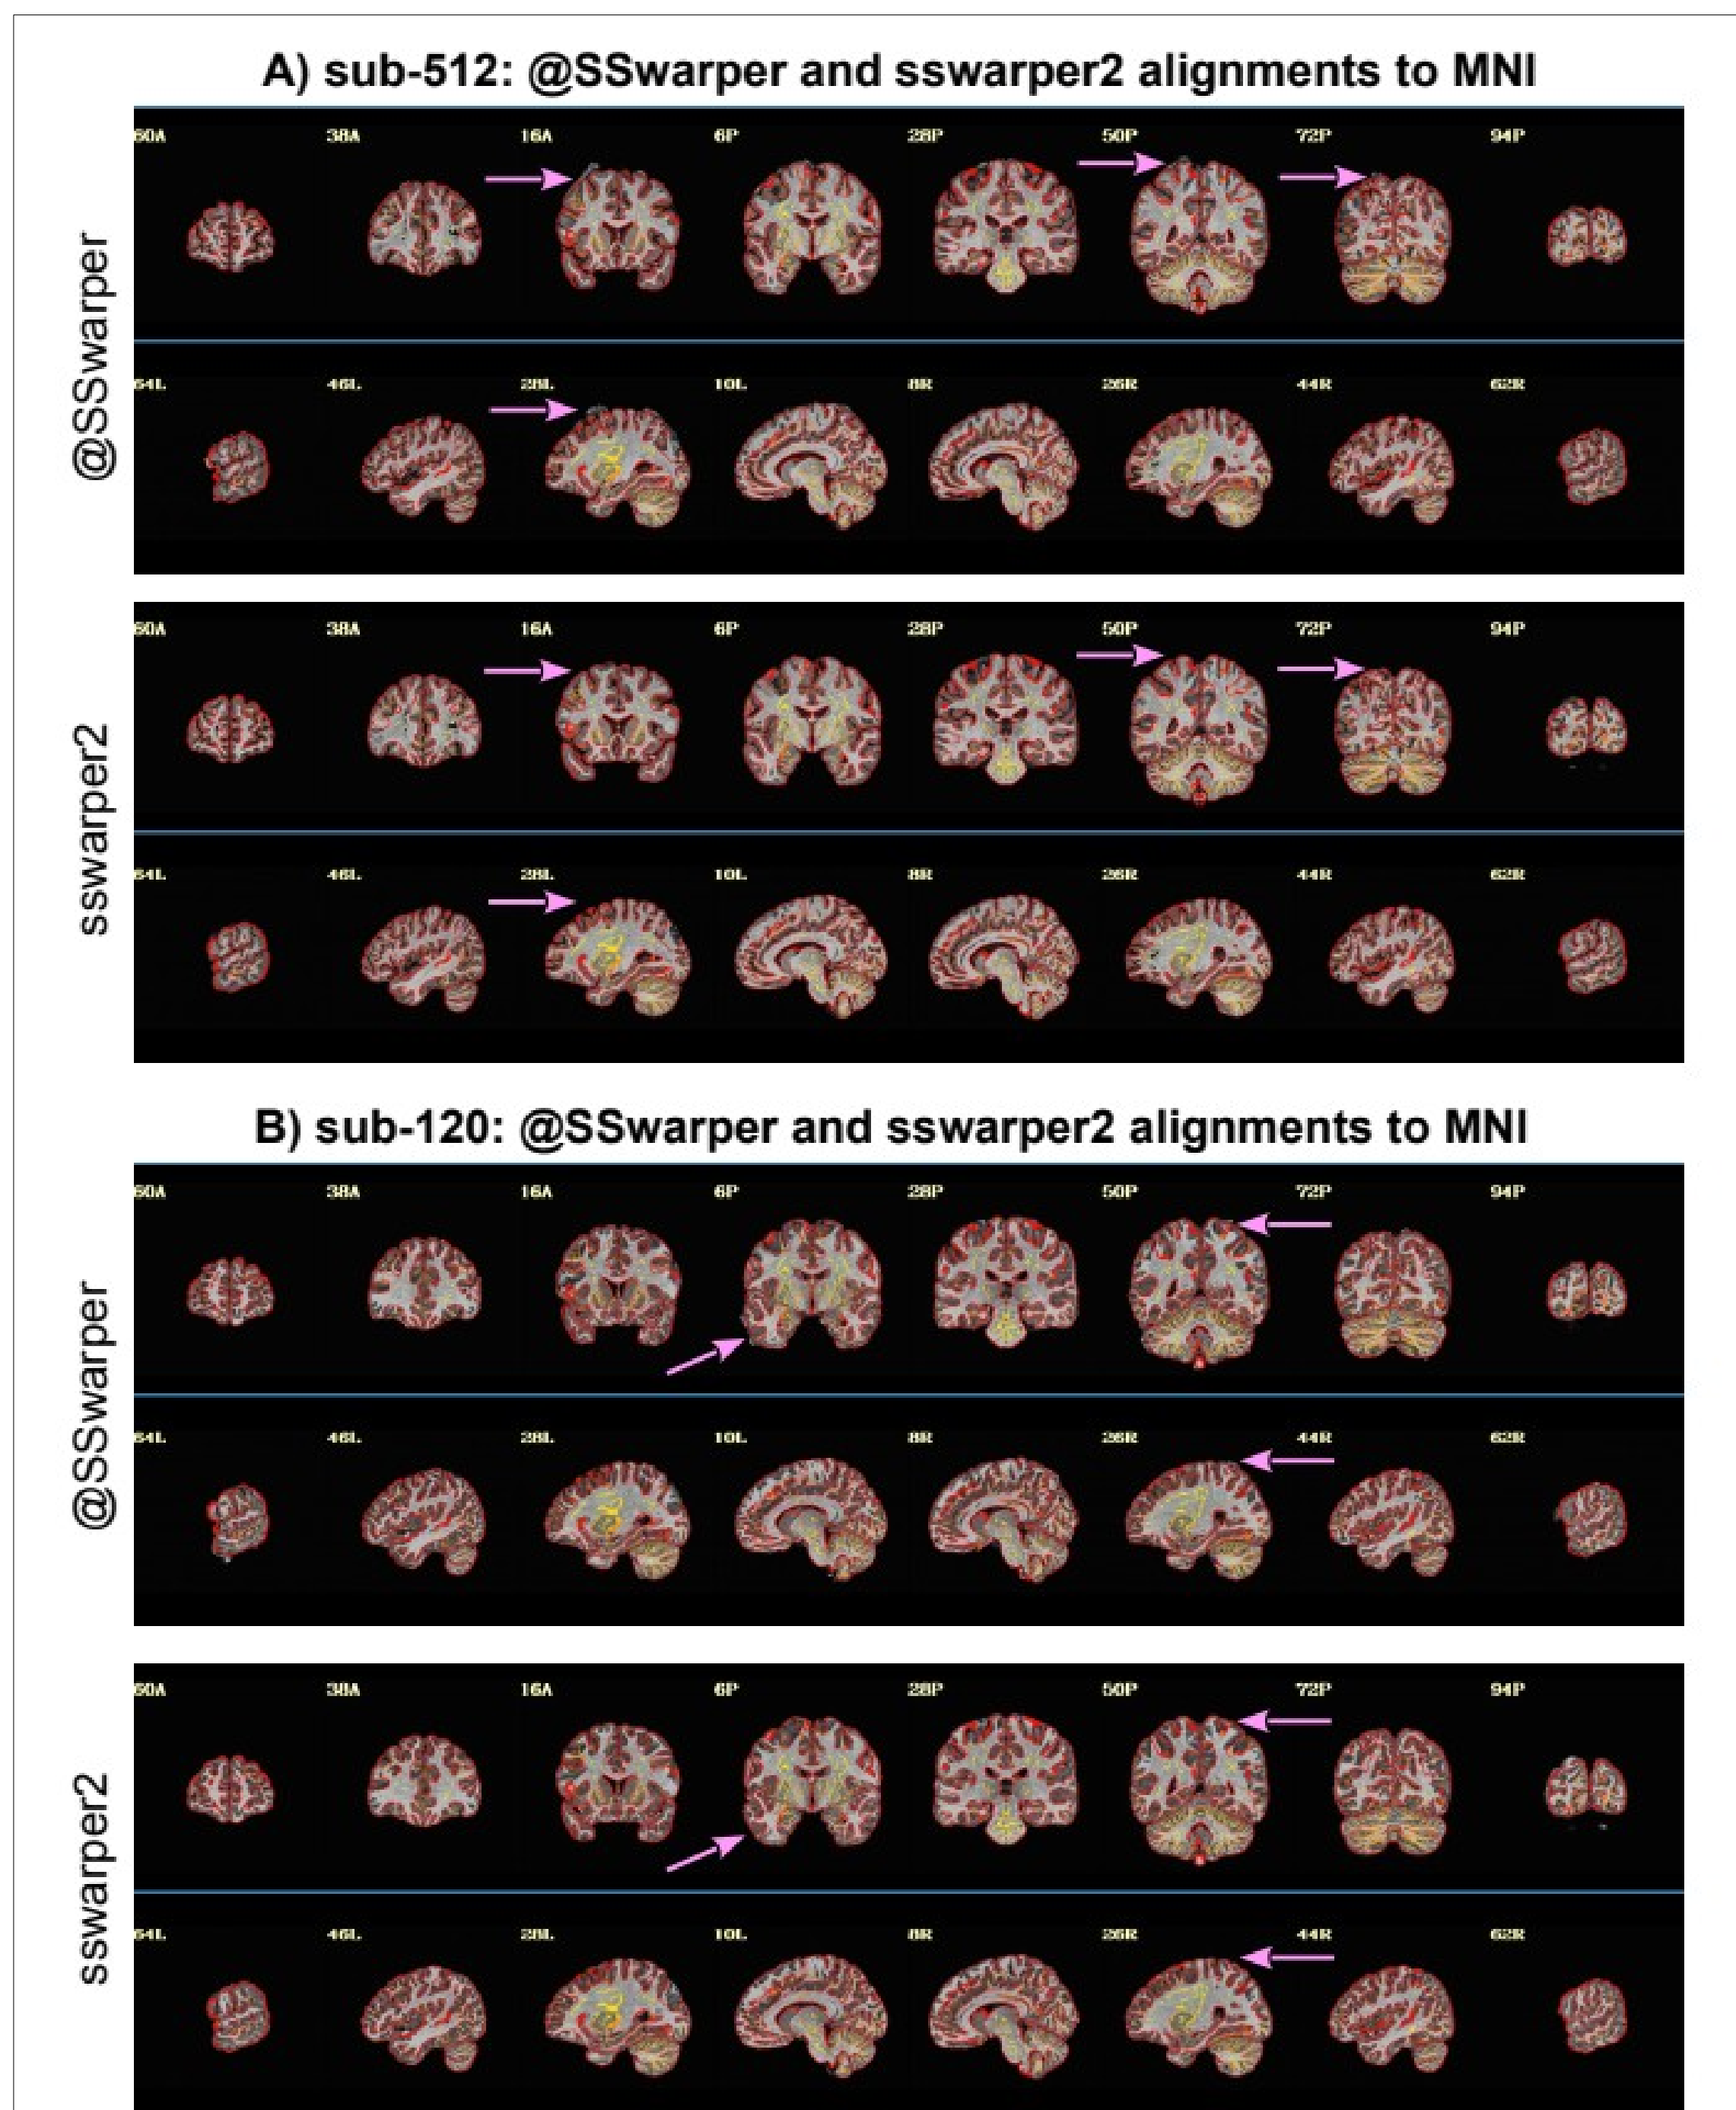 A) sub-512: @SSwarper and sswarper2 alignments to MNI
@SSwarper
60A 38A 16A 6P 28P 50P 72P 94P
64L 46L 28L 10L 8R 26R 44R 62R
sswarper2
60A 38A 16A 6P 28P 50P 72P 94P
64L 46L 28L 10L 8R 26R 44R 62R
B) sub-120: @SSwarper and sswarper2 alignments to MNI
@SSwarper
60A 38A 16A 6P 28P 50P 72P 94P
64L 46L 28L 10L 8R 26R 44R 62R
sswarper2
60A 38A 16A 6P 28P 50P 72P 94P
64L 46L 28L 10L 8R 26R 44R 62R